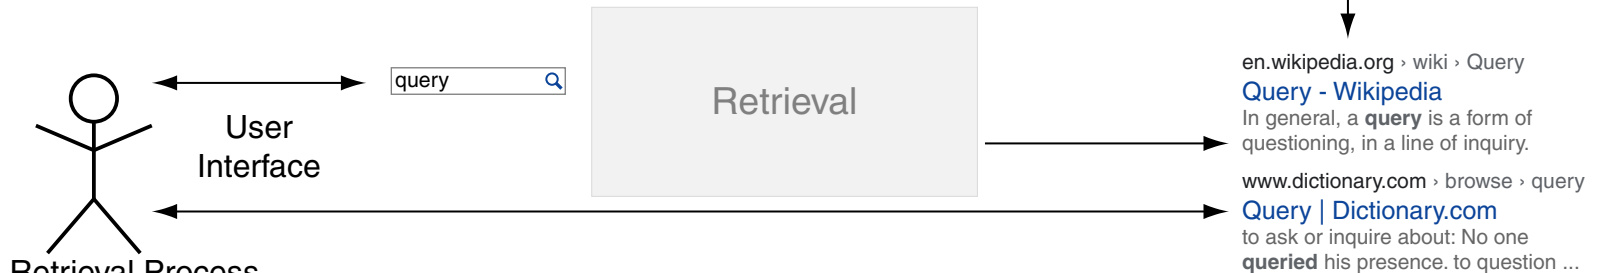 query
User
Interface
Retrieval
en.wikipedia.org › wiki › Query
Query - Wikipedia
In general, a query is a form of
questioning, in a line of inquiry.
www.dictionary.com › browse › query
Query | Dictionary.com
to ask or inquire about: No one
queried his presence. to question ...
Retrieval Process